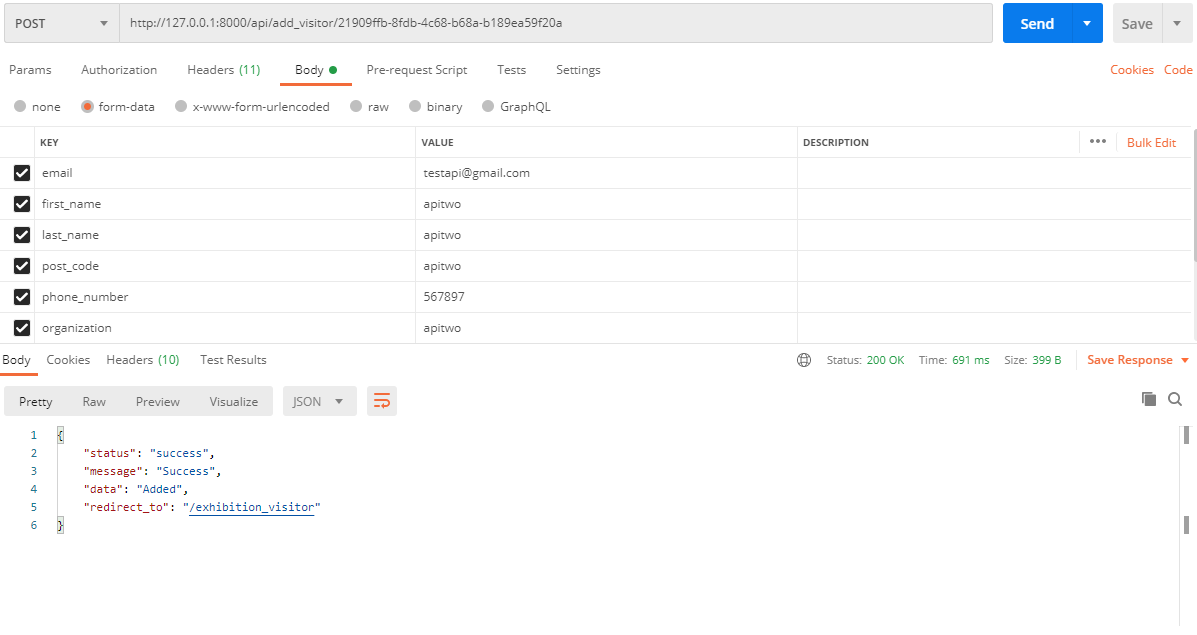 POST http://127.0.0.1:8000/api/add_visitor/21909ffb-8fdb-4c68-b68a-b189ea59f20a Send Save
Params Authorization Headers (11) Body Pre-request Script Tests Settings Cookies Code
none form-data x-www-form-urlencoded raw binary GraphQL
KEY VALUE DESCRIPTION ••• Bulk Edit
email testapi@gmail.com
first_name apitwo
last_name apitwo
post_code apitwo
phone_number 567897
organization apitwo
Body Cookies Headers (10) Test Results Status: 200 OK Time: 691 ms Size: 399 B Save Response
Pretty Raw Preview Visualize JSON
1 {
2 "status": "success",
3 "message": "Success",
4 "data": "Added",
5 "redirect_to": "/exhibition_visitor"
6 }